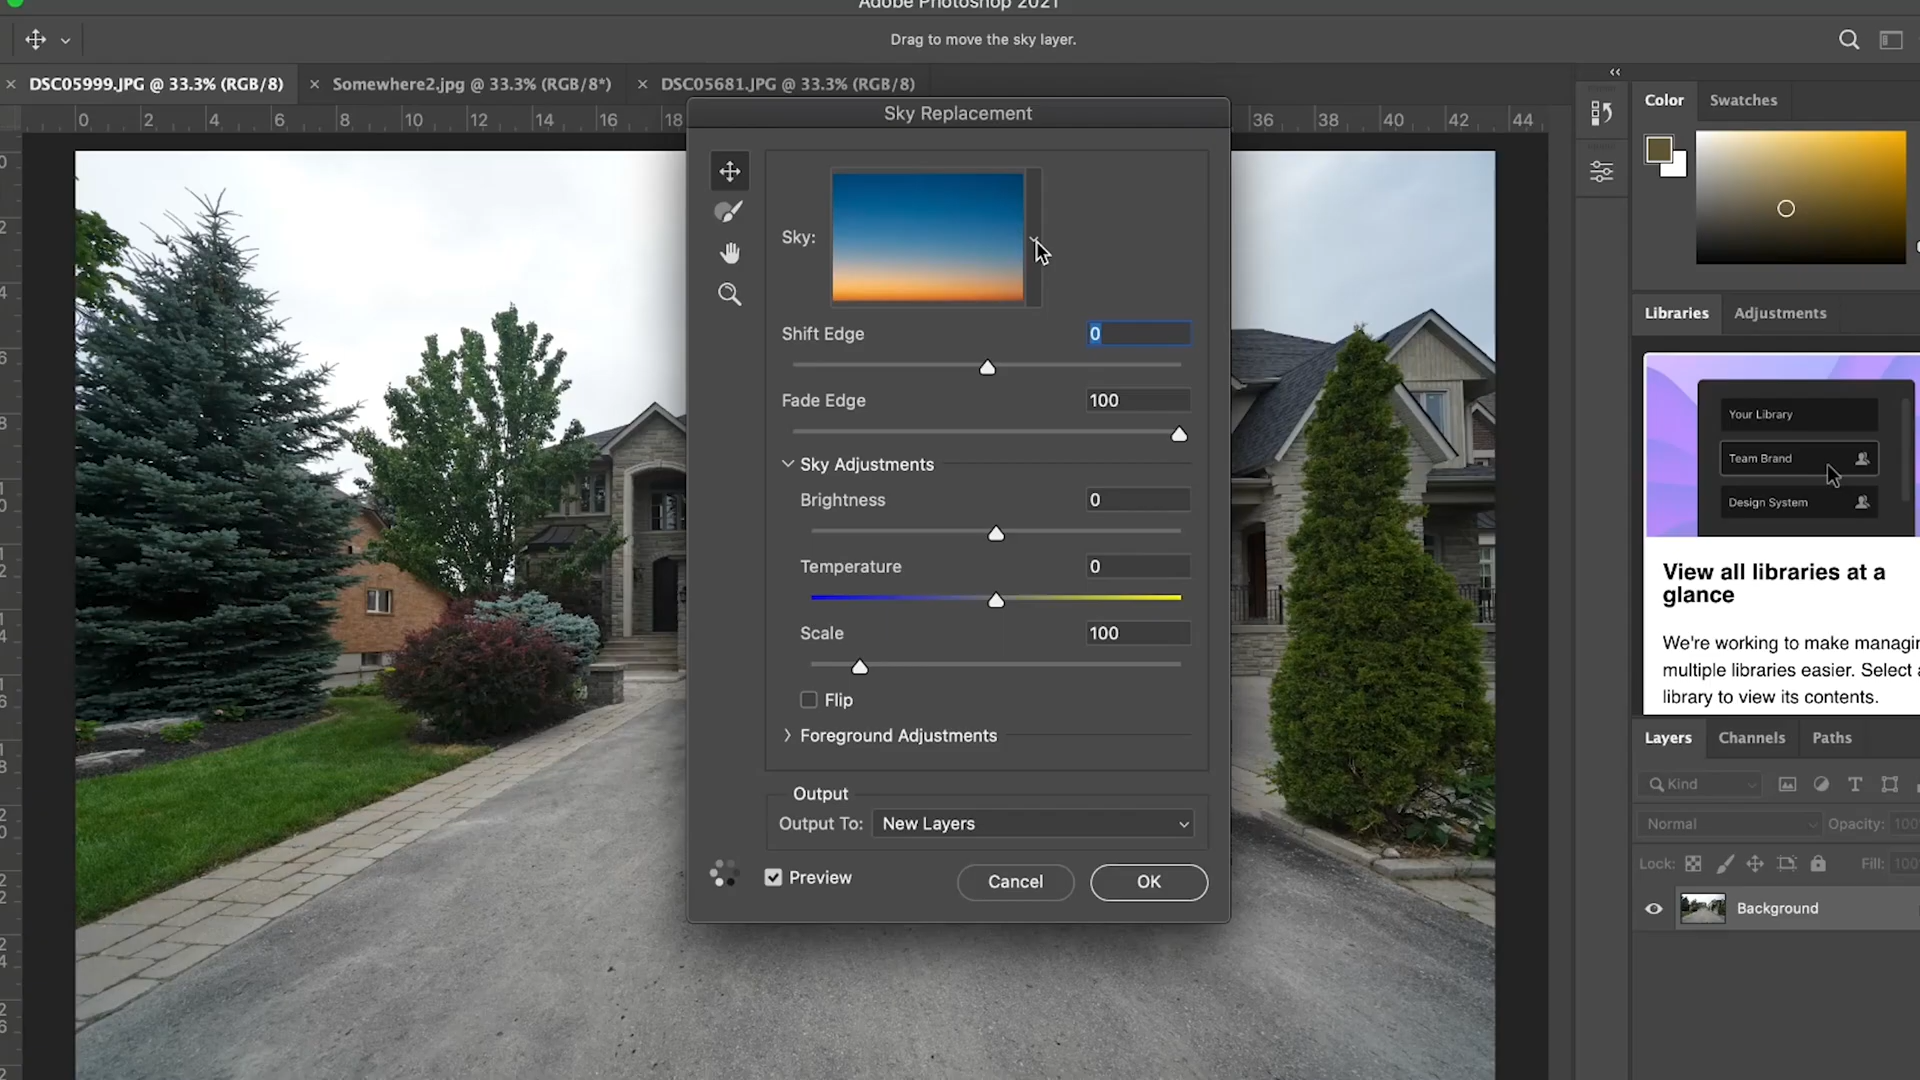 Adobe Photoshop 2021
Drag to move the sky layer.
DSC05999.JPG @ 33.3% (RGB/8)
Somewhere2.jpg @ 33.3% (RGB/8*)
DSC05681.JPG @ 33.3% (RGB/8)
0 2 4 6 8 10 12 14 16 18
36 38 40 42 44
Sky Replacement
Sky:
Shift Edge 0
Fade Edge 100
Sky Adjustments
Brightness 0
Temperature 0
Scale 100
Flip
Foreground Adjustments
Output
Output To: New Layers
Preview
Cancel
OK
Color Swatches
Libraries Adjustments
Your Library
Team Brand
Design System
View all libraries at a
glance
We're working to make managin
multiple libraries easier. Select a
library to view its contents.
Layers Channels Paths
Kind
Normal Opacity: 100
Lock: Fill: 100
Background